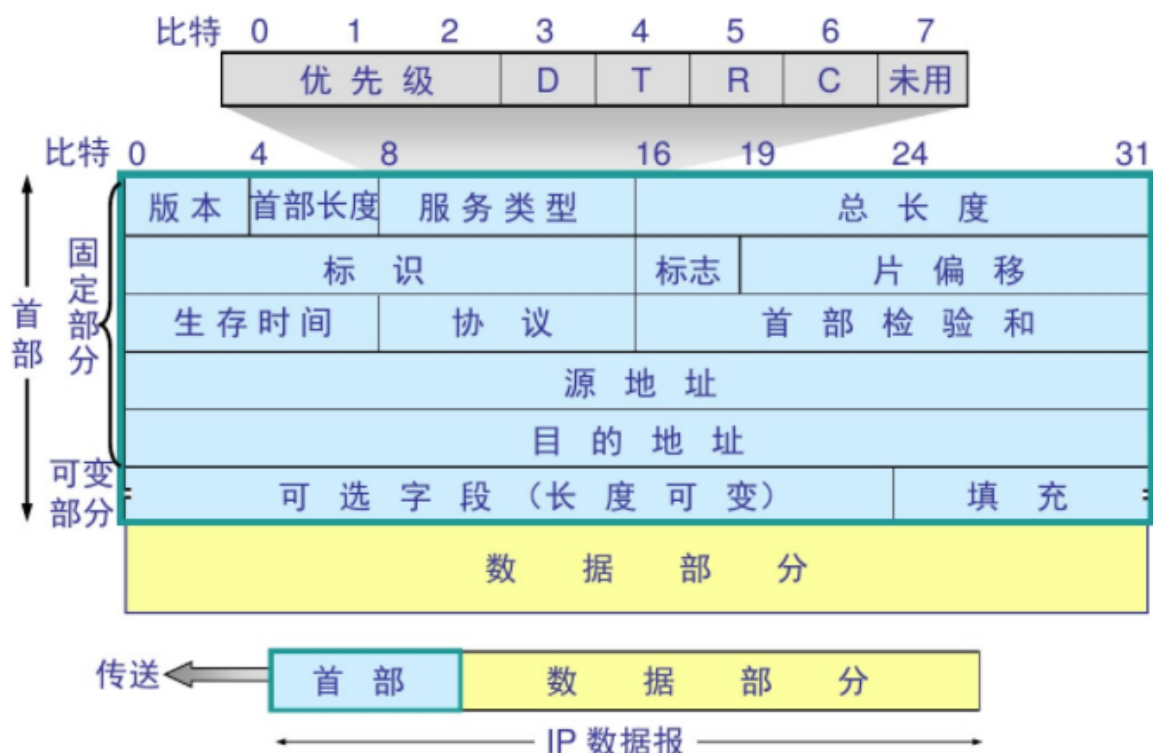 比特 0 1 2 3 4 5 6 7
优先级 D T R C 未用
比特 0 4 8 16 19 24 31
版本 首部长度 服务类型 总长度
标识 标志 片偏移
生存时间 协议 首部检验和
源地址
目的地址
可选字段（长度可变） 填充
首部
固定部分
可变
部分
数据部分
传送 首部 数据部分
IP 数据报